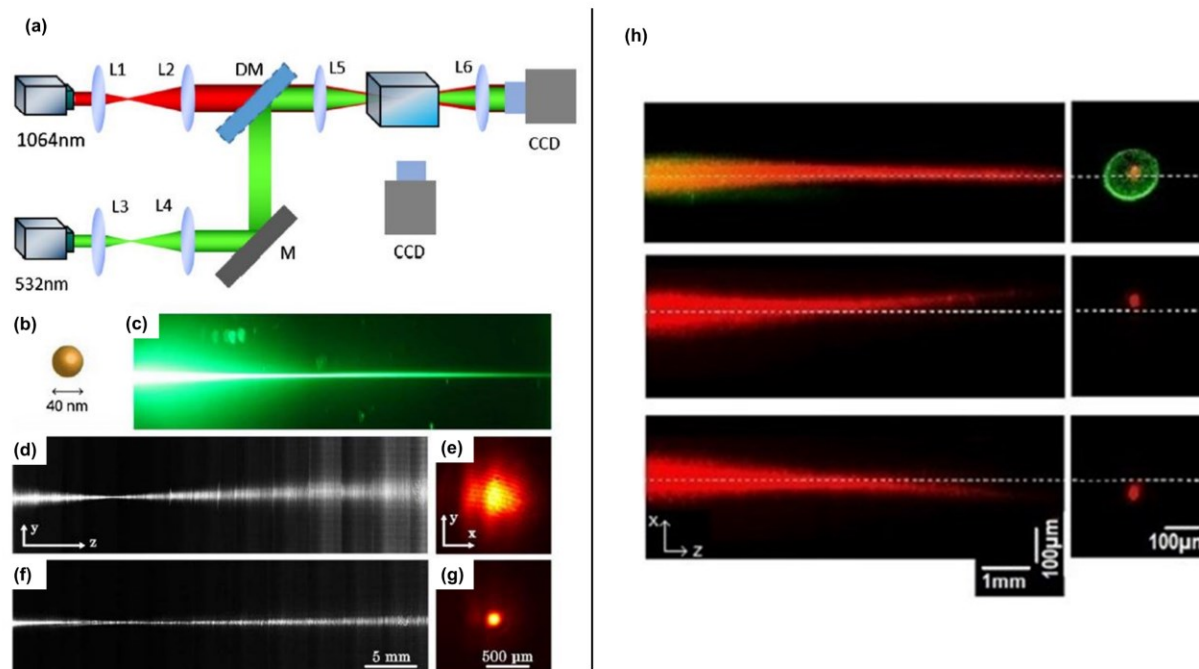 (a)
L1
L2
DM
L5
L6
1064nm
CCD
L3
L4
532nm
M
CCD
(b)
40 nm
(c)
(d)
y
z
(e)
y
x
(f)
5 mm
(g)
500 µm
(h)
x
z
1mm
100µm
100µm